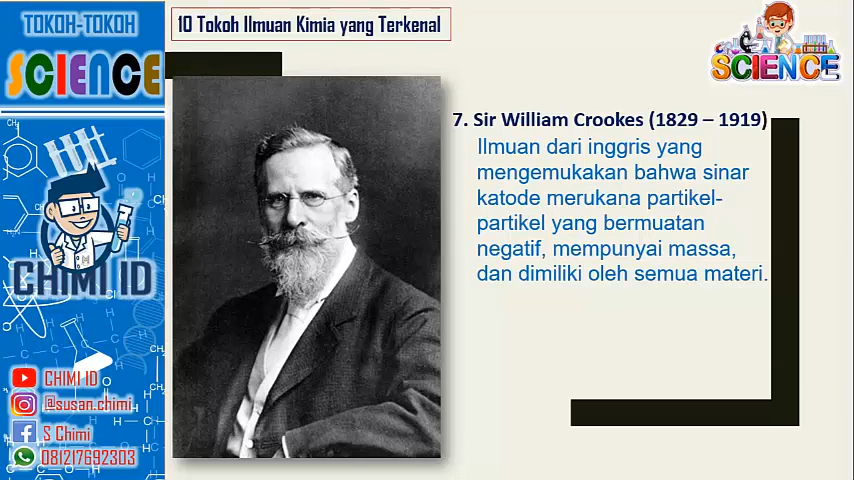 TOKOH-TOKOH
SCIENCE
10 Tokoh Ilmuan Kimia yang Terkenal
SCIENCE
7. Sir William Crookes (1829 – 1919)
Ilmuan dari inggris yang
mengemukakan bahwa sinar
katode merukana partikel-
partikel yang bermuatan
negatif, mempunyai massa,
dan dimiliki oleh semua materi.
CHIMI ID
CHIMI ID
@susan.chimi
S Chimi
081217692303